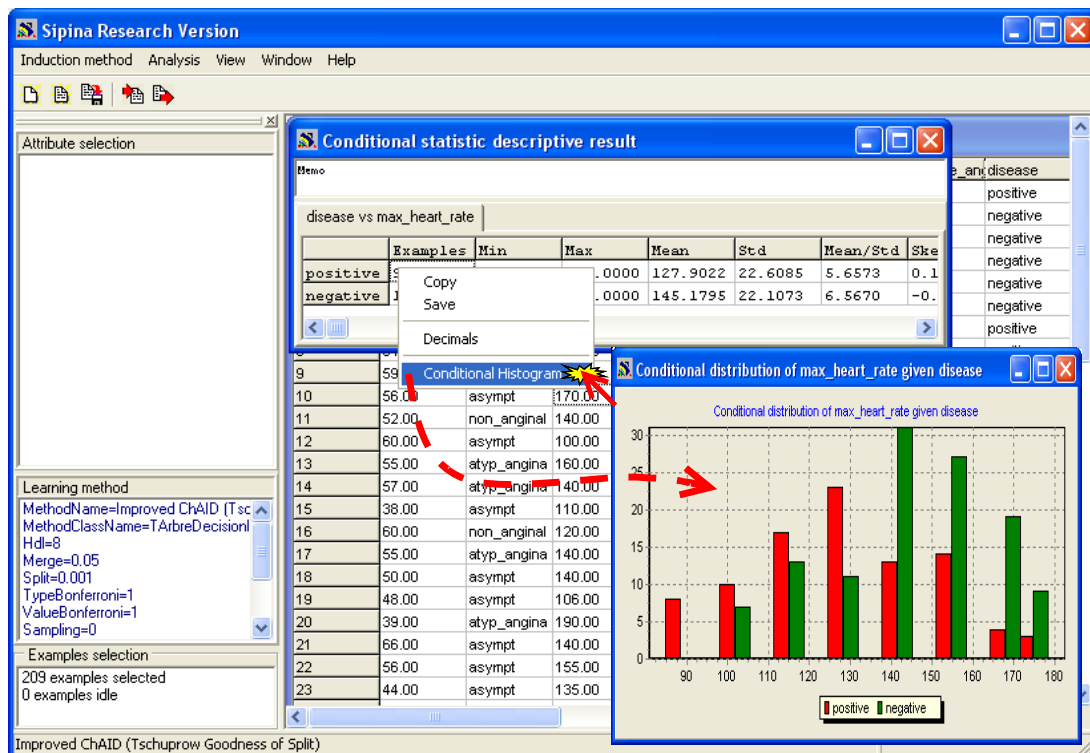 Sipina Research Version
Induction method Analysis View Window Help
Attribute selection
Conditional statistic descriptive result
Memo
disease vs max_heart_rate
Examples Min Max Mean Std Mean/Std Ske
positive 9 .0000 127.9022 22.6085 5.6573 0.1
negative 1 .0000 145.1795 22.1073 6.5670 -0.
Copy
Save
Decimals
Conditional Histogram
disease
positive
negative
negative
negative
negative
negative
positive
9 59
10 56.00 asympt 170.00
11 52.00 non_anginal 140.00
12 60.00 asympt 100.00
13 55.00 atyp_angina 160.00
14 57.00 atyp_angina 140.00
15 38.00 asympt 110.00
16 60.00 non_anginal 120.00
17 55.00 atyp_angina 140.00
18 50.00 asympt 140.00
19 48.00 asympt 106.00
20 39.00 atyp_angina 190.00
21 66.00 asympt 140.00
22 56.00 asympt 155.00
23 44.00 asympt 135.00
Conditional distribution of max_heart_rate given disease
Conditional distribution of max_heart_rate given disease
30
25
20
15
10
5
0
90 100 110 120 130 140 150 160 170 180
positive negative
Learning method
MethodName=Improved ChAID (Tsc
MethodClassName=TArbreDecisionI
Hdl=8
Merge=0.05
Split=0.001
TypeBonferroni=1
ValueBonferroni=1
Sampling=0
Examples selection
209 examples selected
0 examples idle
Improved ChAID (Tschuprow Goodness of Split)